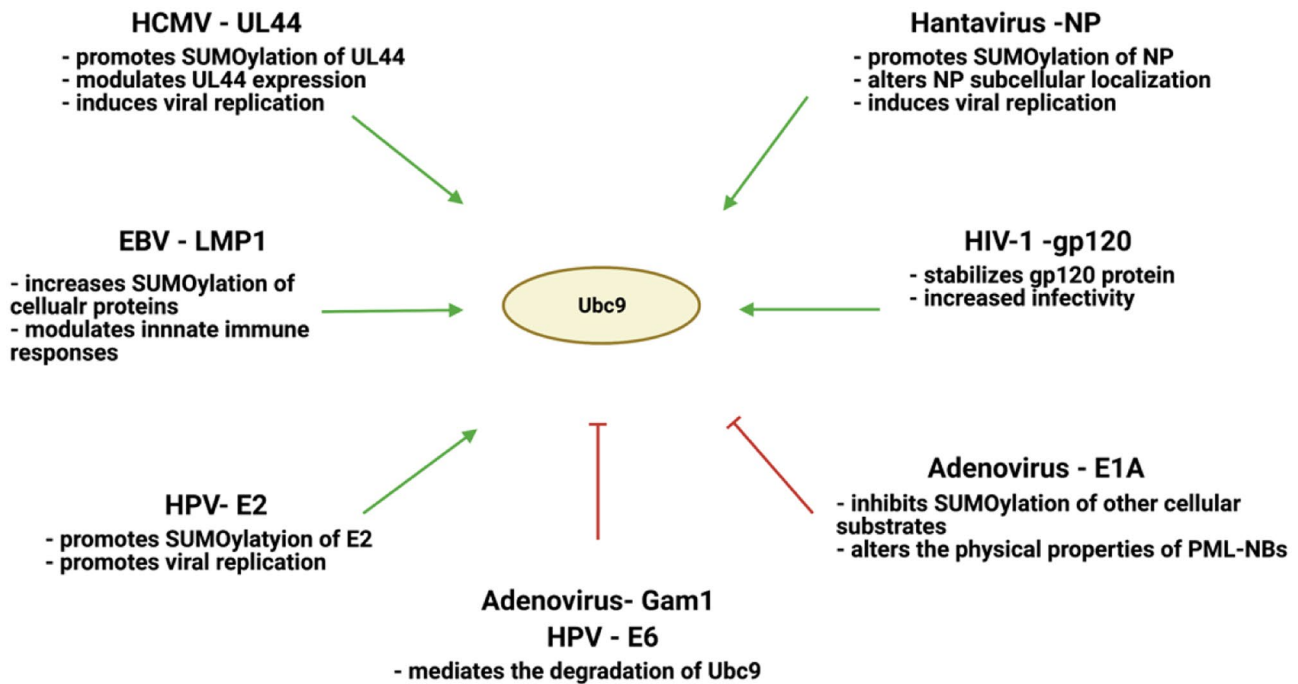 HCMV - UL44
- promotes SUMOylation of UL44
- modulates UL44 expression
- induces viral replication
Hantavirus -NP
- promotes SUMOylation of NP
- alters NP subcellular localization
- induces viral replication
EBV - LMP1
- increases SUMOylation of
cellualr proteins
- modulates innnate immune
responses
Ubc9
HIV-1 -gp120
- stabilizes gp120 protein
- increased infectivity
HPV- E2
- promotes SUMOylatyion of E2
- promotes viral replication
Adenovirus- Gam1
HPV - E6
- mediates the degradation of Ubc9
Adenovirus - E1A
- inhibits SUMOylation of other cellular
substrates
- alters the physical properties of PML-NBs